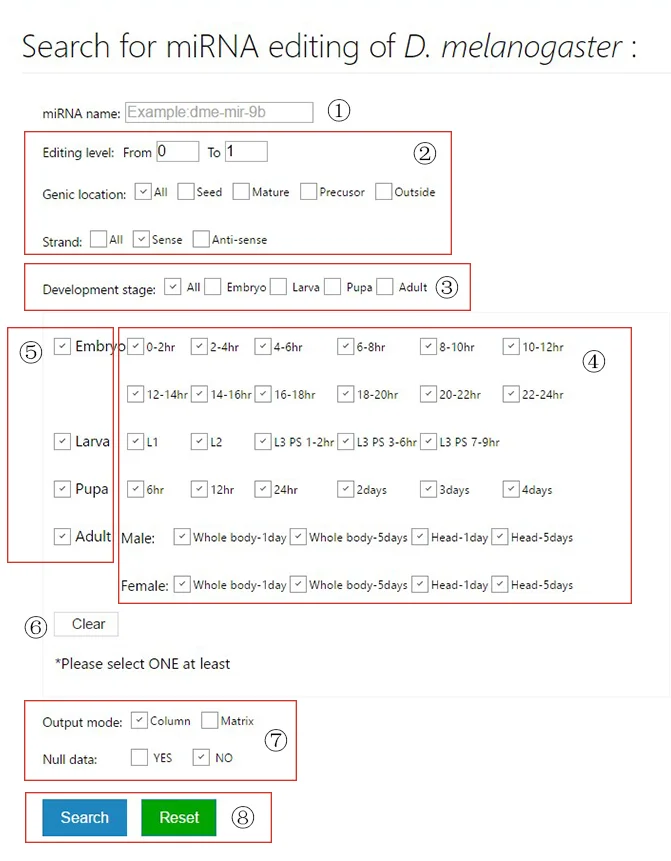 Search for miRNA editing of D. melanogaster :
miRNA name: Example:dme-mir-9b ①
Editing level: From 0 To 1 ②
Genic location: All Seed Mature Precusor Outside
Strand: All Sense Anti-sense
Development stage: All Embryo Larva Pupa Adult ③
⑤ Embryo 0-2hr 2-4hr 4-6hr 6-8hr 8-10hr 10-12hr ④
12-14hr 14-16hr 16-18hr 18-20hr 20-22hr 22-24hr
Larva L1 L2 L3 PS 1-2hr L3 PS 3-6hr L3 PS 7-9hr
Pupa 6hr 12hr 24hr 2days 3days 4days
Adult Male: Whole body-1day Whole body-5days Head-1day Head-5days
Female: Whole body-1day Whole body-5days Head-1day Head-5days
⑥ Clear
*Please select ONE at least
Output mode: Column Matrix ⑦
Null data: YES NO
Search Reset ⑧